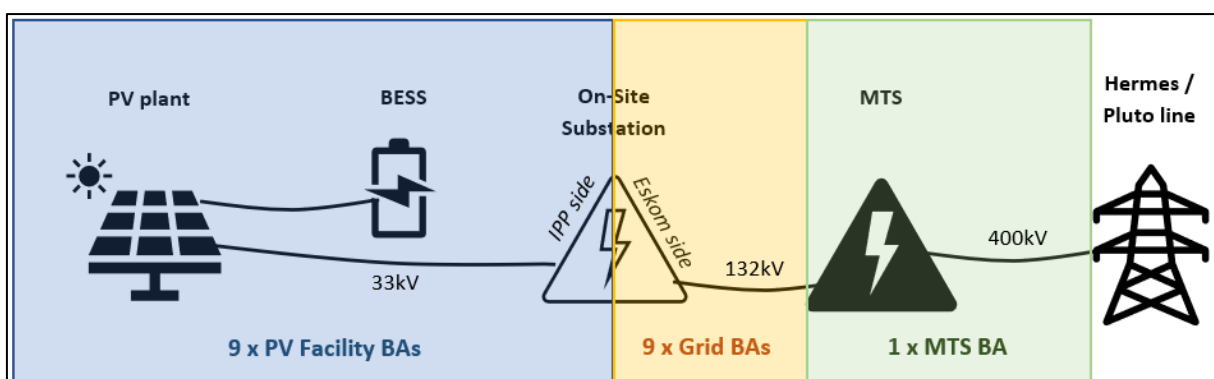 PV plant
BESS
On-Site
Substation
MTS
Hermes /
Pluto line
IPP side
Eskom side
33kV
132kV
400kV
9 x PV Facility BAs
9 x Grid BAs
1 x MTS BA